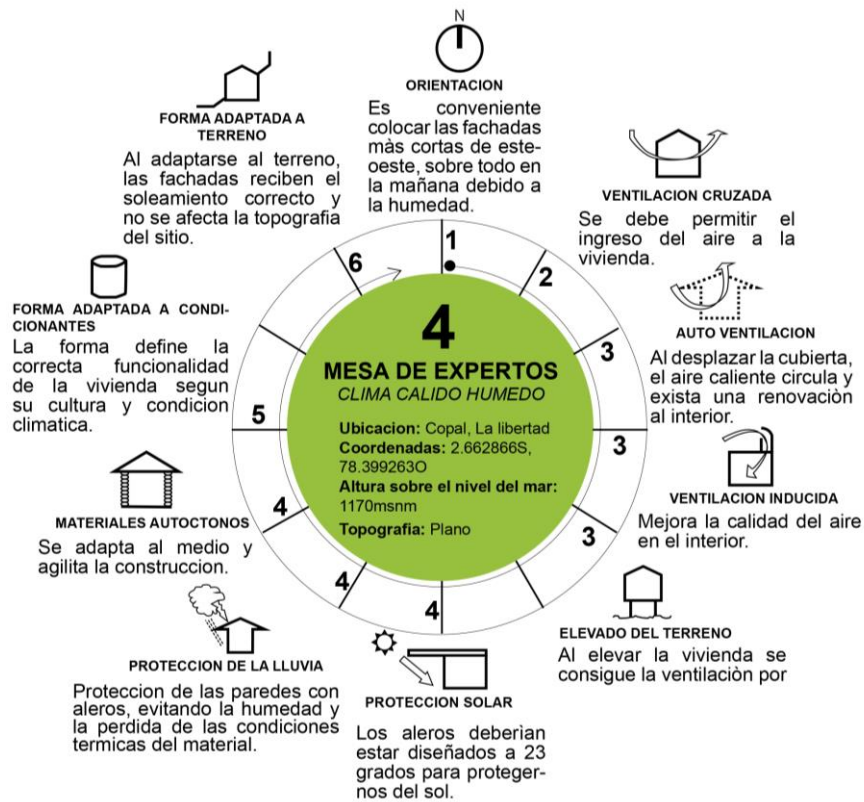 N
ORIENTACION
Es conveniente
colocar las fachadas
màs cortas de este-
oeste, sobre todo en
la mañana debido a
la humedad.
VENTILACION CRUZADA
Se debe permitir el
ingreso del aire a la
vivienda.
AUTO VENTILACION
Al desplazar la cubierta,
el aire caliente circula y
exista una renovaciòn
al interior.
VENTILACION INDUCIDA
Mejora la calidad del aire
en el interior.
ELEVADO DEL TERRENO
Al elevar la vivienda se
consigue la ventilaciòn por
PROTECCION SOLAR
Los aleros deberìan
estar diseñados a 23
grados para proteger-
nos del sol.
PROTECCION DE LA LLUVIA
Proteccion de las paredes con
aleros, evitando la humedad y
la perdida de las condiciones
termicas del material.
MATERIALES AUTOCTONOS
Se adapta al medio y
agilita la construccion.
FORMA ADAPTADA A CONDI-
CIONANTES
La forma define la
correcta funcionalidad
de la vivienda segun
su cultura y condicion
climatica.
FORMA ADAPTADA A
TERRENO
Al adaptarse al terreno,
las fachadas reciben el
soleamiento correcto y
no se afecta la topografia
del sitio.
1
2
3
3
3
4
4
4
5
6
4
MESA DE EXPERTOS
CLIMA CALIDO HUMEDO
Ubicacion: Copal, La libertad
Coordenadas: 2.662866S,
78.399263O
Altura sobre el nivel del mar:
1170msnm
Topografia: Plano